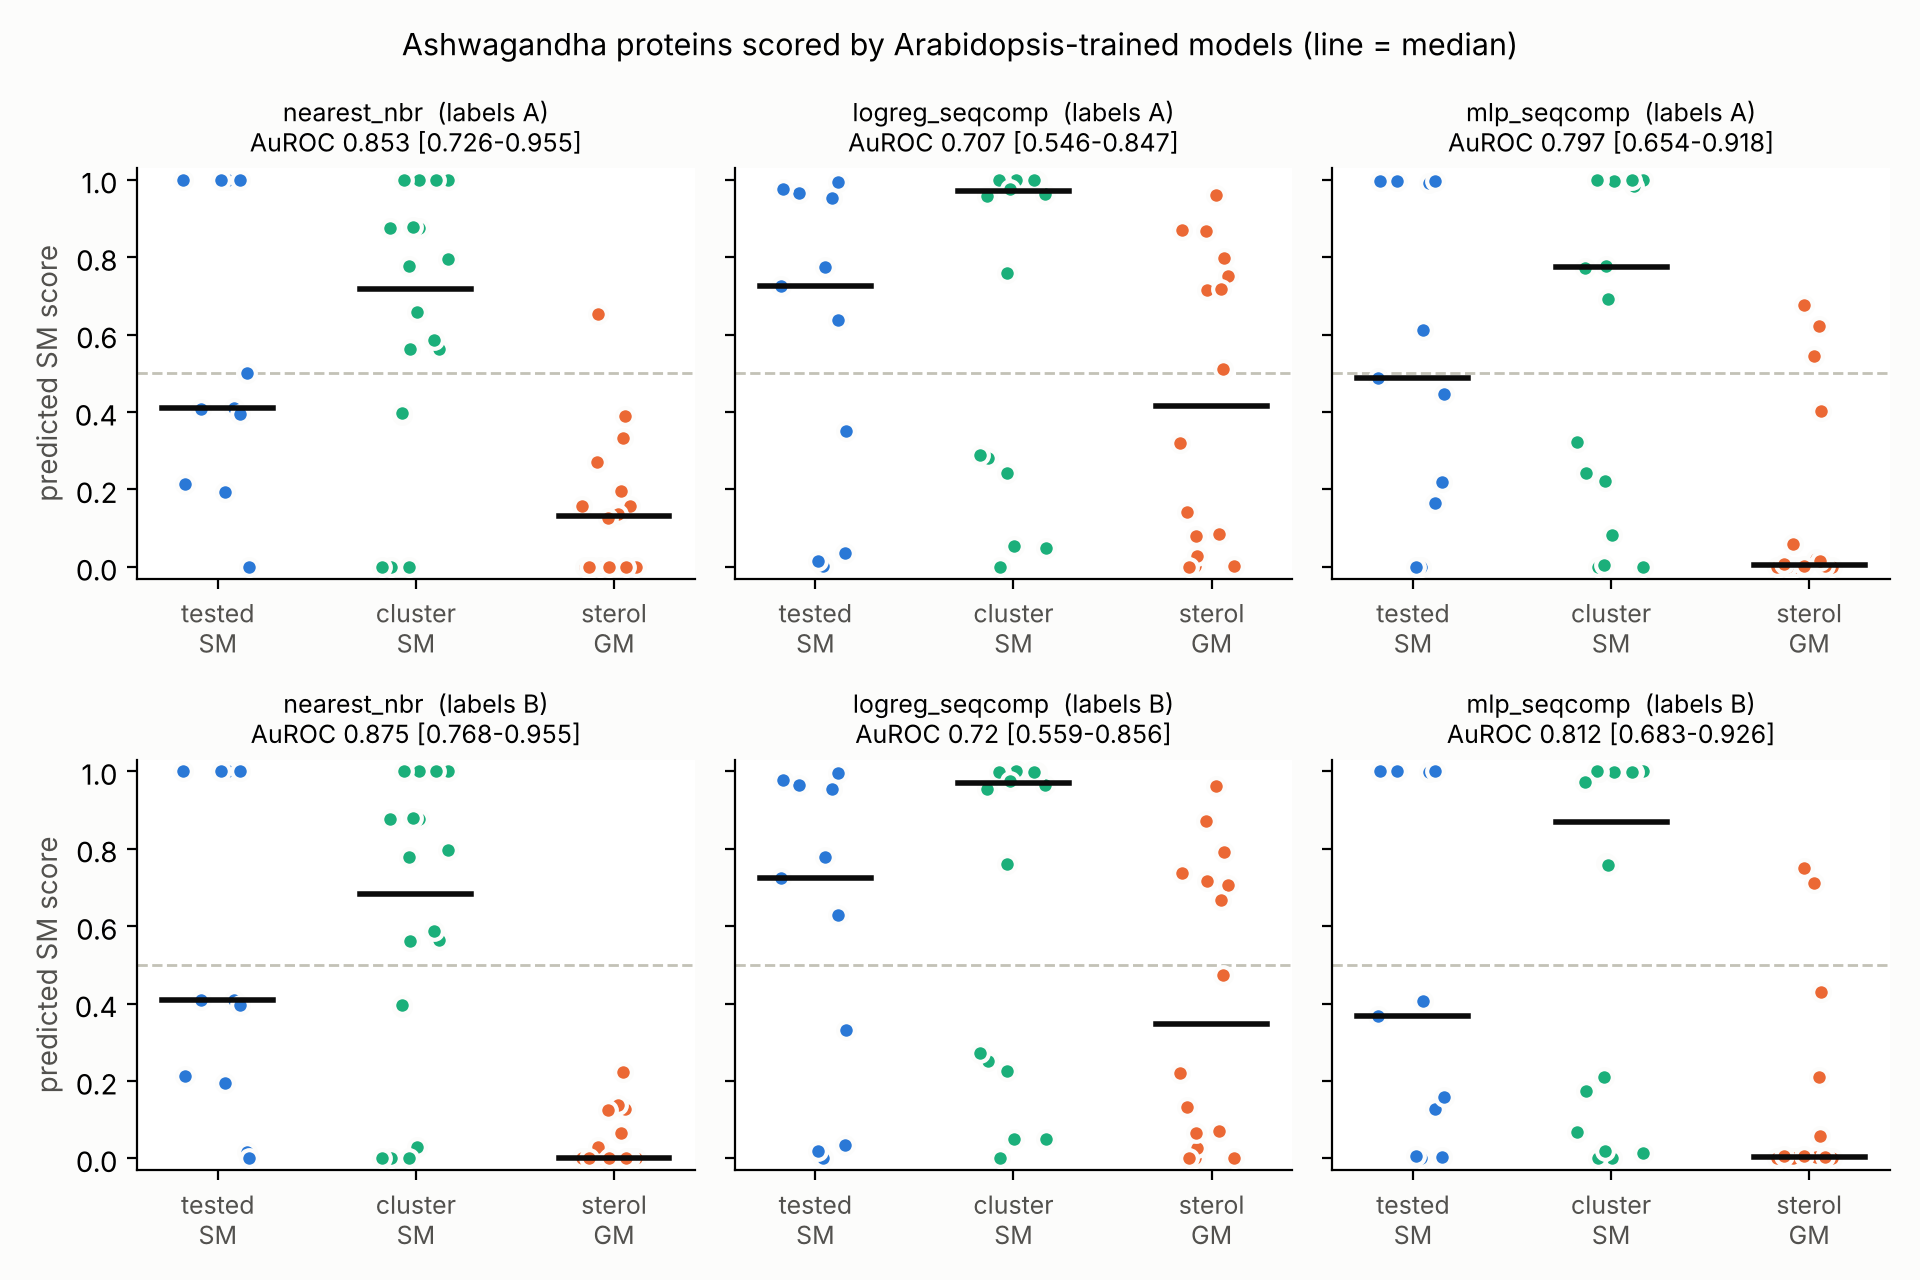 Ashwagandha proteins scored by Arabidopsis-trained models (line = median)
nearest_nbr (labels A)
AuROC 0.853 [0.726-0.955]
logreg_seqcomp (labels A)
AuROC 0.707 [0.546-0.847]
mlp_seqcomp (labels A)
AuROC 0.797 [0.654-0.918]
predicted SM score
1.0
0.8
0.6
0.4
0.2
0.0
tested
SM
cluster
SM
sterol
GM
tested
SM
cluster
SM
sterol
GM
tested
SM
cluster
SM
sterol
GM
nearest_nbr (labels B)
AuROC 0.875 [0.768-0.955]
logreg_seqcomp (labels B)
AuROC 0.72 [0.559-0.856]
mlp_seqcomp (labels B)
AuROC 0.812 [0.683-0.926]
predicted SM score
1.0
0.8
0.6
0.4
0.2
0.0
tested
SM
cluster
SM
sterol
GM
tested
SM
cluster
SM
sterol
GM
tested
SM
cluster
SM
sterol
GM